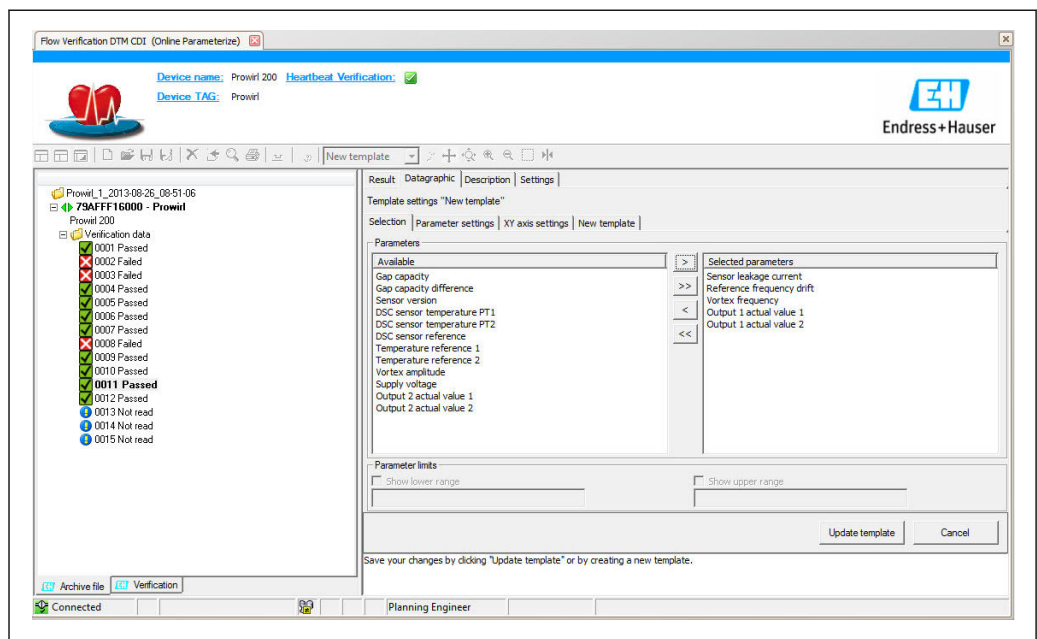 Flow Verification DTM CDI (Online Parameterize)
Device name: Prowirl 200 Heartbeat Verification:
Device TAG: Prowirl
EH
Endress+Hauser
New template
Prowirl_1_2013-08-26_08-51-06
79AFFF16000 - Prowirl
Prowirl 200
Verification data
0001 Passed
0002 Failed
0003 Failed
0004 Passed
0005 Passed
0006 Passed
0007 Passed
0008 Failed
0009 Passed
0010 Passed
0011 Passed
0012 Passed
0013 Not read
0014 Not read
0015 Not read
Archive file Verification
Result Datagraphic Description Settings
Template settings "New template"
Selection Parameter settings XY axis settings New template
Parameters
Available
Gap capacity
Gap capacity difference
Sensor version
DSC sensor temperature PT1
DSC sensor temperature PT2
DSC sensor reference
Temperature reference 1
Temperature reference 2
Vortex amplitude
Supply voltage
Output 2 actual value 1
Output 2 actual value 2
>
>>
<
<<
Selected parameters
Sensor leakage current
Reference frequency drift
Vortex frequency
Output 1 actual value 1
Output 1 actual value 2
Parameter limits
Show lower range Show upper range
Update template Cancel
Save your changes by clicking "Update template" or by creating a new template.
Connected Planning Engineer